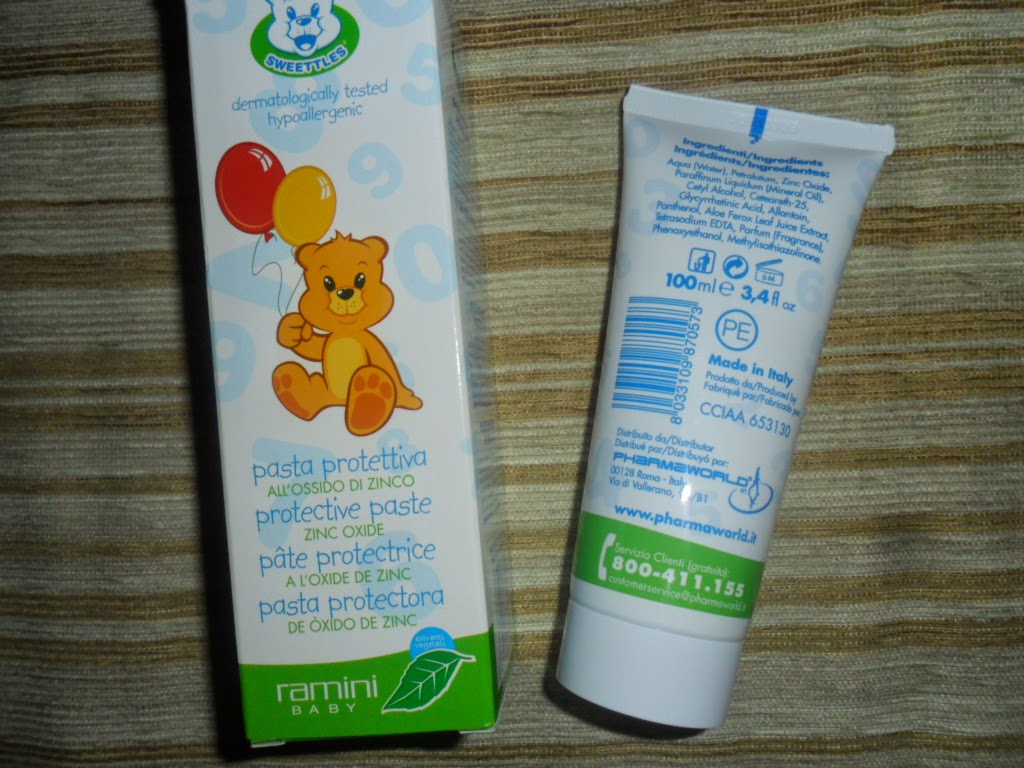 SWEETTLES
dermatologically tested
hypoallergenic
pasta protettiva
ALL'OSSIDO DI ZINCO
protective paste
ZINC OXIDE
pâte protectrice
A L'OXIDE DE ZINC
pasta protectora
DE ÒXIDO DE ZINC
estratti
vegetali
ramini
BABY
Ingredienti/Ingredients
Ingrédients/Ingredientes:
Aqua (Water), Petrolatum, Zinc Oxide,
Paraffinum Liquidum (Mineral Oil),
Cetyl Alcohol, Ceteareth-25,
Glycyrrhetinic Acid, Allantoin,
Panthenol, Aloe Ferox Leaf Juice Extract,
Tetrasodium EDTA, Parfum (Fragrance),
Phenoxyethanol, Methylisothiazolinone.
6M
100ml e 3,4 fl oz
PE
Made in Italy
Prodotto da/Produced by
Fabriqué par/Fabricado por
CCIAA 653130
8 033109 870573
Distribuito da/Distributor
Distribué par/Distribuyó por:
PHARMAWORLD
00128 Roma - Italy
Via di Vallerano, /B1
www.pharmaworld.it
Servizio Clienti (gratuito):
800-411.155
customerservice@pharmaworld.it